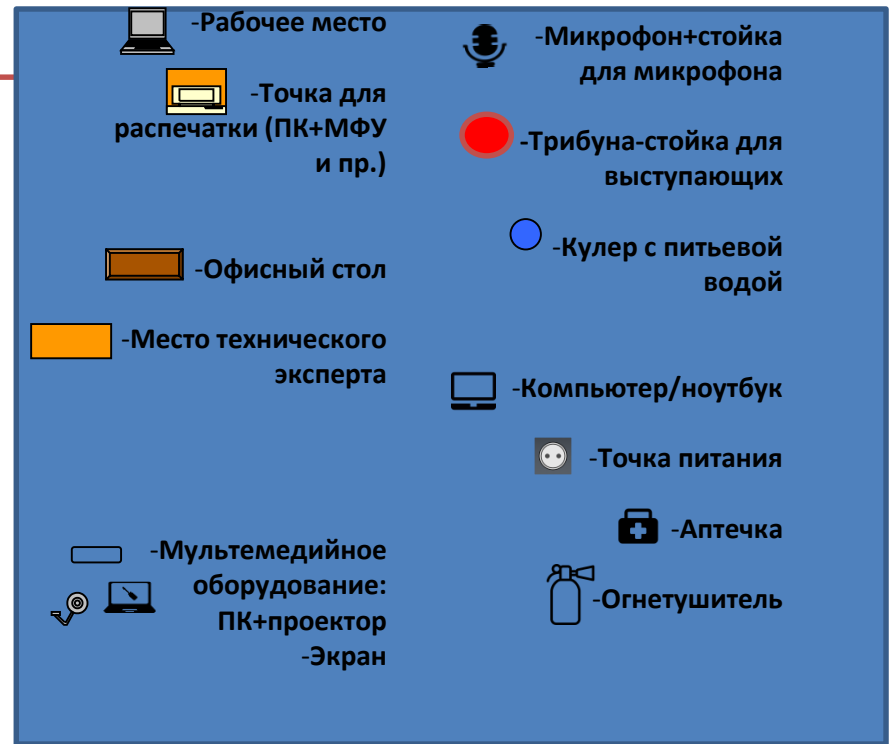 -Рабочее место
-Точка для
распечатки (ПК+МФУ
и пр.)
-Офисный стол
-Место технического
эксперта
-Мультемедийное
оборудование:
ПК+проектор
-Экран
-Микрофон+стойка
для микрофона
-Трибуна-стойка для
выступающих
-Кулер с питьевой
водой
-Компьютер/ноутбук
-Точка питания
-Аптечка
-Огнетушитель